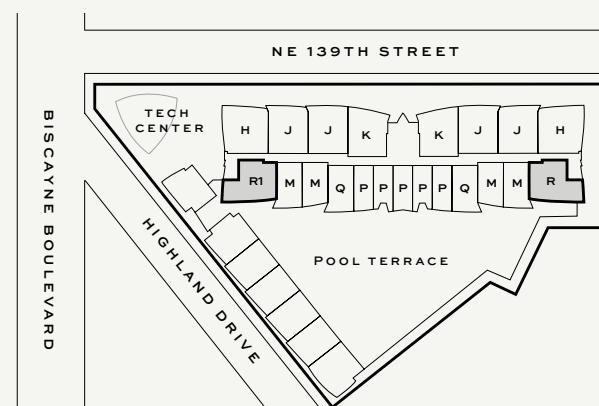 NE 139TH STREET
BISCAYNE BOULEVARD
TECH
CENTER
H J J K K J J H
R1 M M Q P P P P P Q M M R
HIGHLAND DRIVE
POOL TERRACE